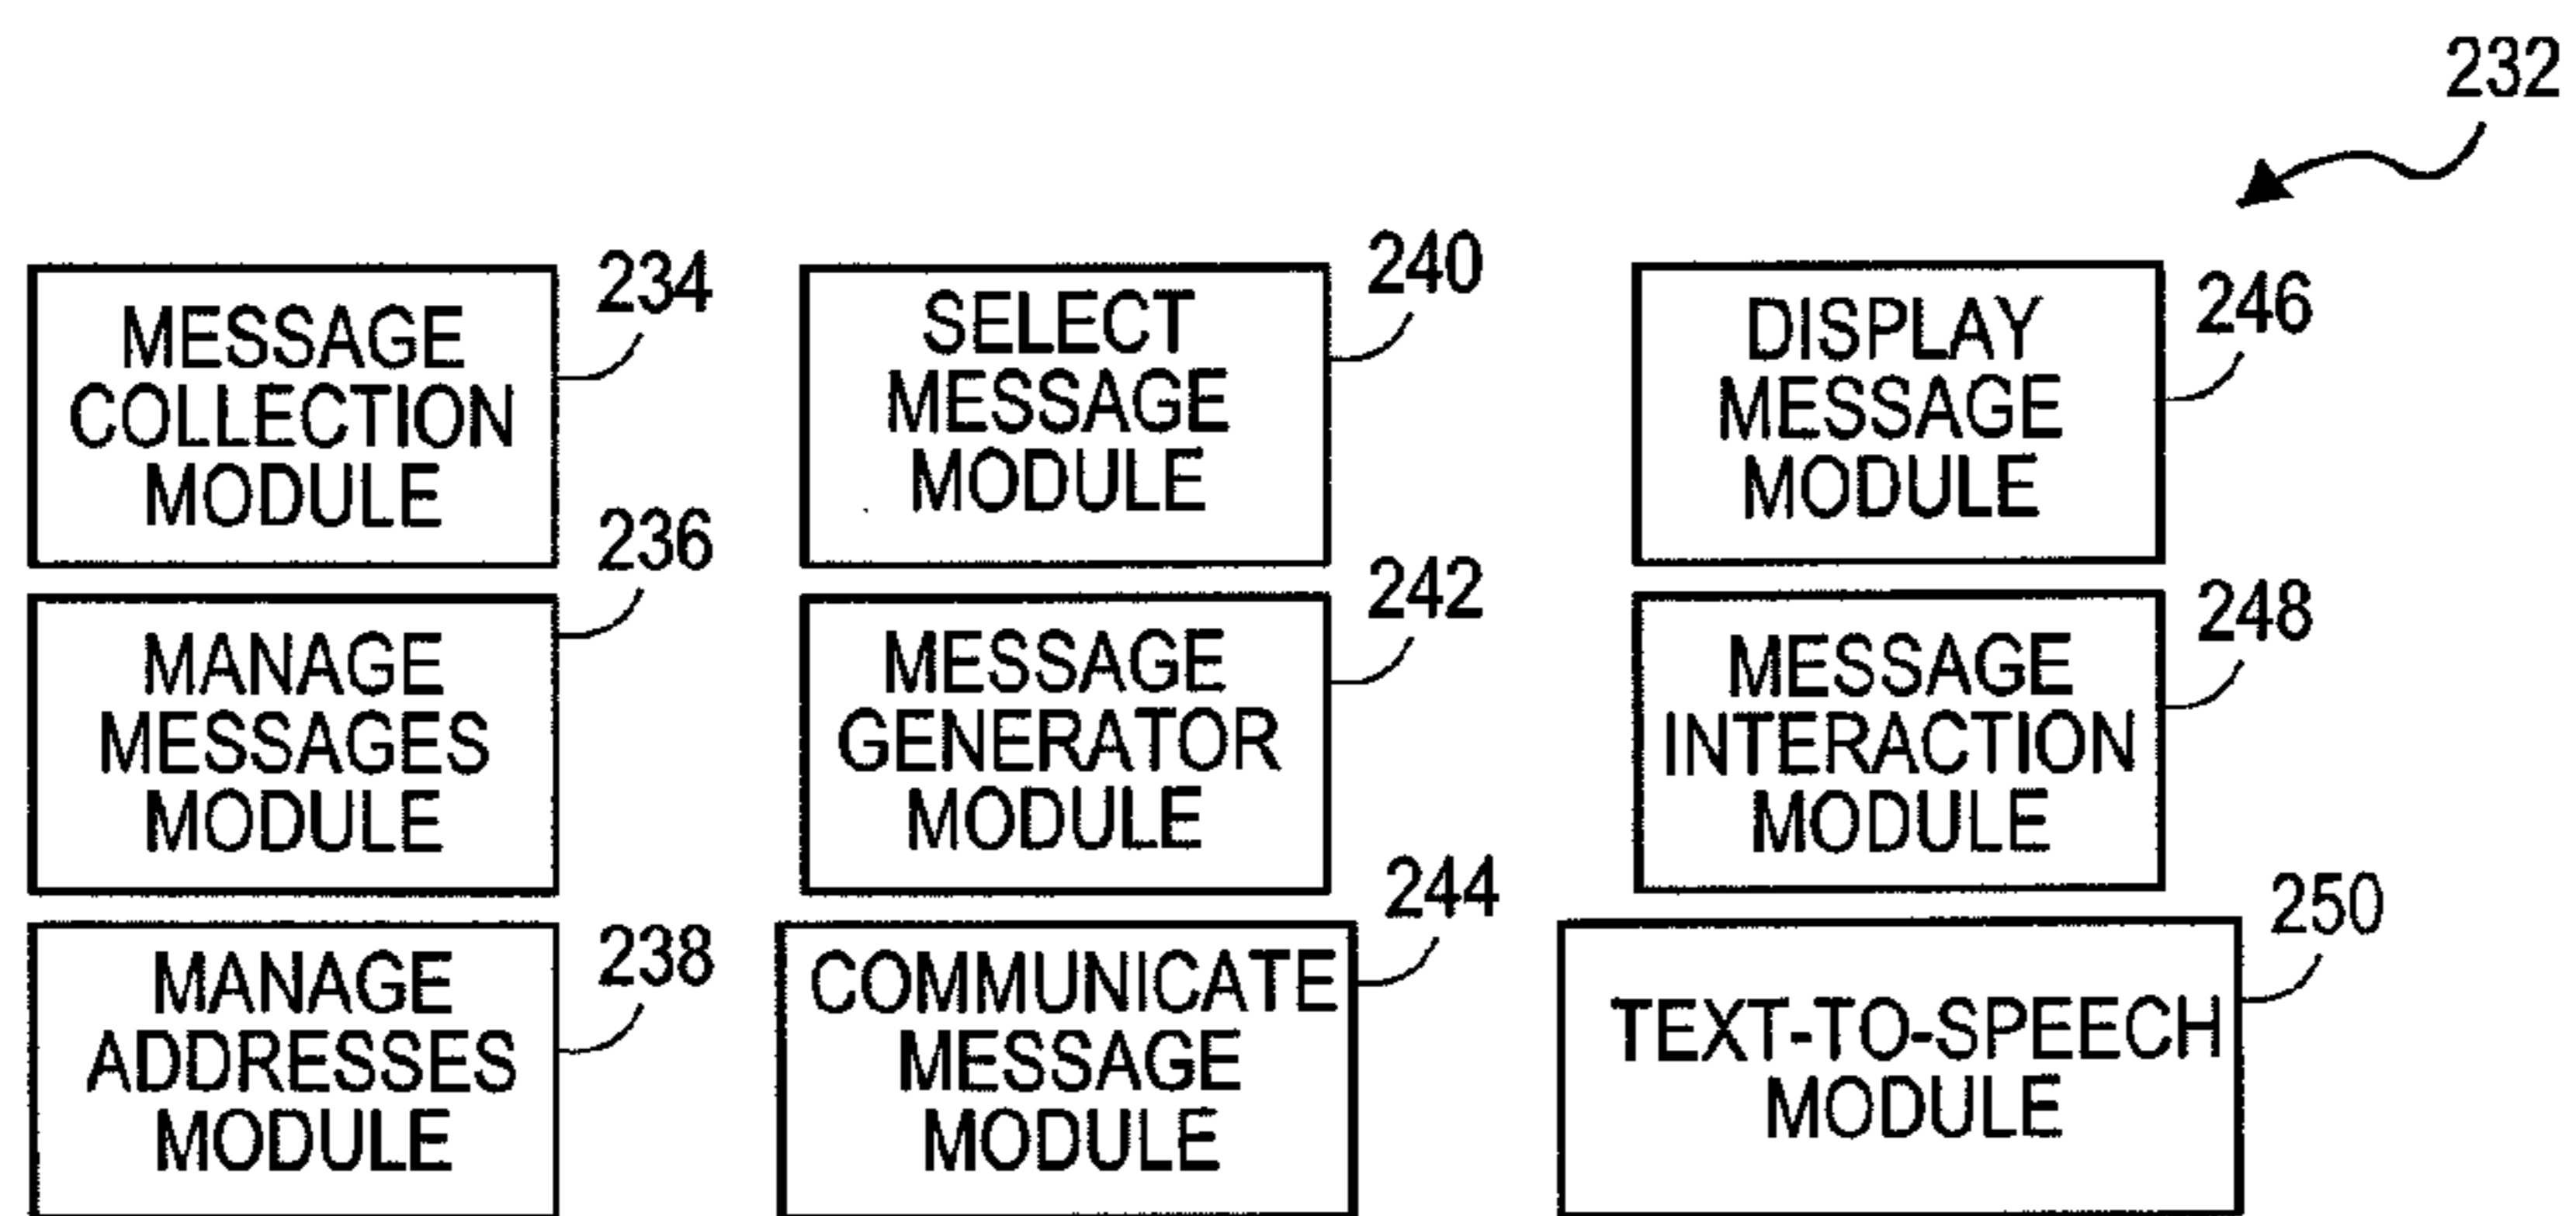 232
234
MESSAGE
COLLECTION
MODULE
240
SELECT
MESSAGE
MODULE
246
DISPLAY
MESSAGE
MODULE
236
MANAGE
MESSAGES
MODULE
242
MESSAGE
GENERATOR
MODULE
248
MESSAGE
INTERACTION
MODULE
238
MANAGE
ADDRESSES
MODULE
244
COMMUNICATE
MESSAGE
MODULE
250
TEXT-TO-SPEECH
MODULE